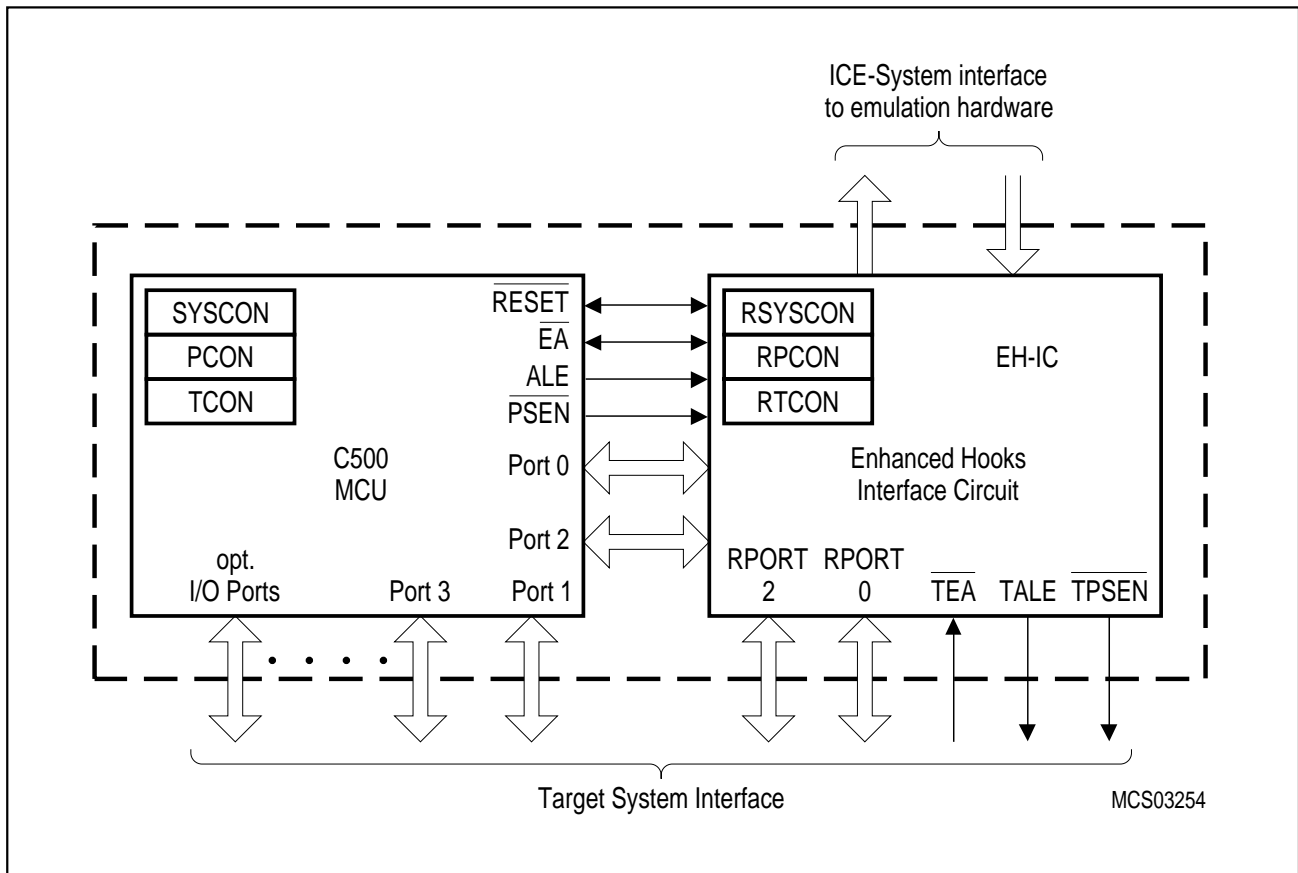 ICE-System interface
to emulation hardware
SYSCON
PCON
TCON
RESET
EA
ALE
PSEN
Port 0
Port 2
C500
MCU
opt.
I/O Ports
Port 3
Port 1
RSYSCON
RPCON
RTCON
EH-IC
Enhanced Hooks
Interface Circuit
RPORT
2
RPORT
0
TEA
TALE
TPSEN
Target System Interface
MCS03254